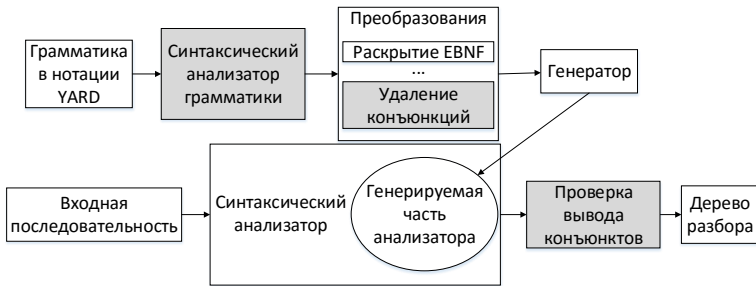 Грамматика
в нотации
YARD
Синтаксический
анализатор
грамматики
Преобразования
Раскрытие EBNF
...
Удаление
конъюнкций
Генератор
Входная
последовательность
Синтаксический
анализатор
Генерируемая
часть
анализатора
Проверка
вывода
конъюнктов
Дерево
разбора